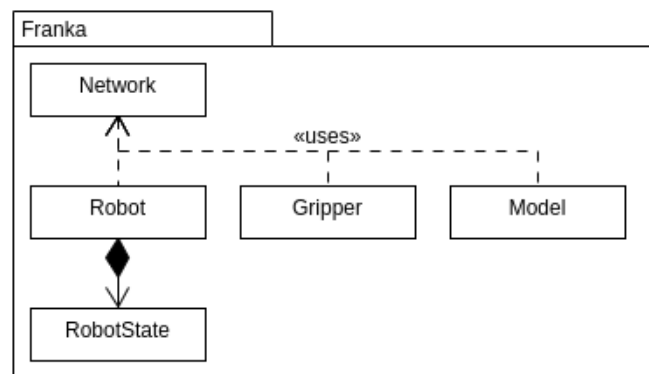 Franka
Network
«uses»
Robot
Gripper
Model
RobotState